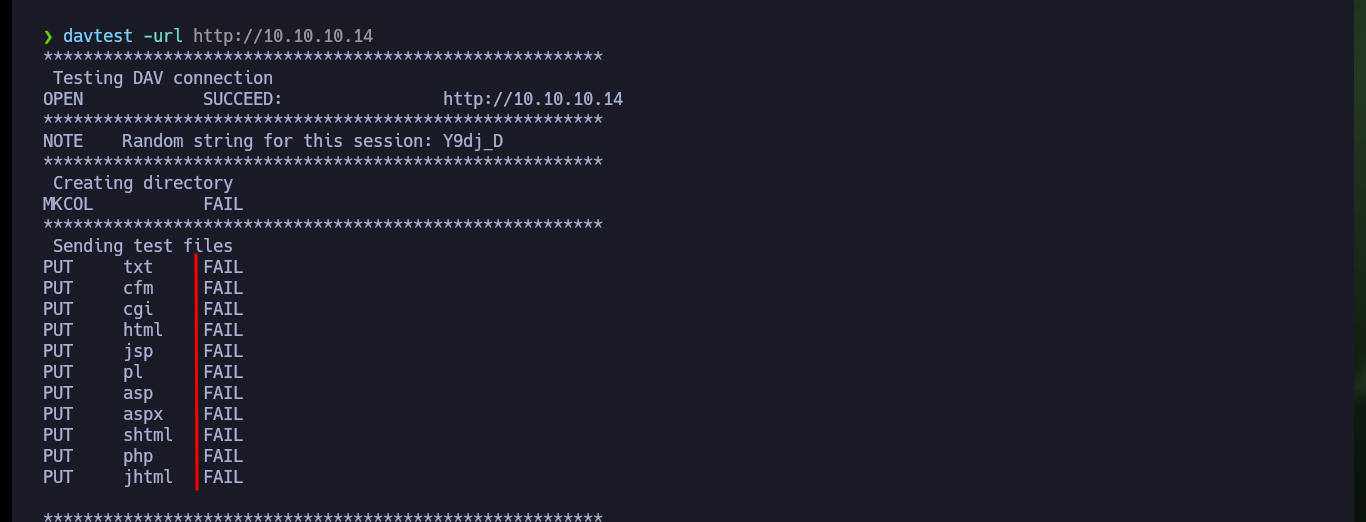 ❯ davtest -url http://10.10.10.14
********************************************************
 Testing DAV connection
OPEN            SUCCEED:                http://10.10.10.14
********************************************************
NOTE    Random string for this session: Y9dj_D
********************************************************
 Creating directory
MKCOL           FAIL
********************************************************
 Sending test files
PUT     txt     FAIL
PUT     cfm     FAIL
PUT     cgi     FAIL
PUT     html    FAIL
PUT     jsp     FAIL
PUT     pl      FAIL
PUT     asp     FAIL
PUT     aspx    FAIL
PUT     shtml   FAIL
PUT     php     FAIL
PUT     jhtml   FAIL
********************************************************